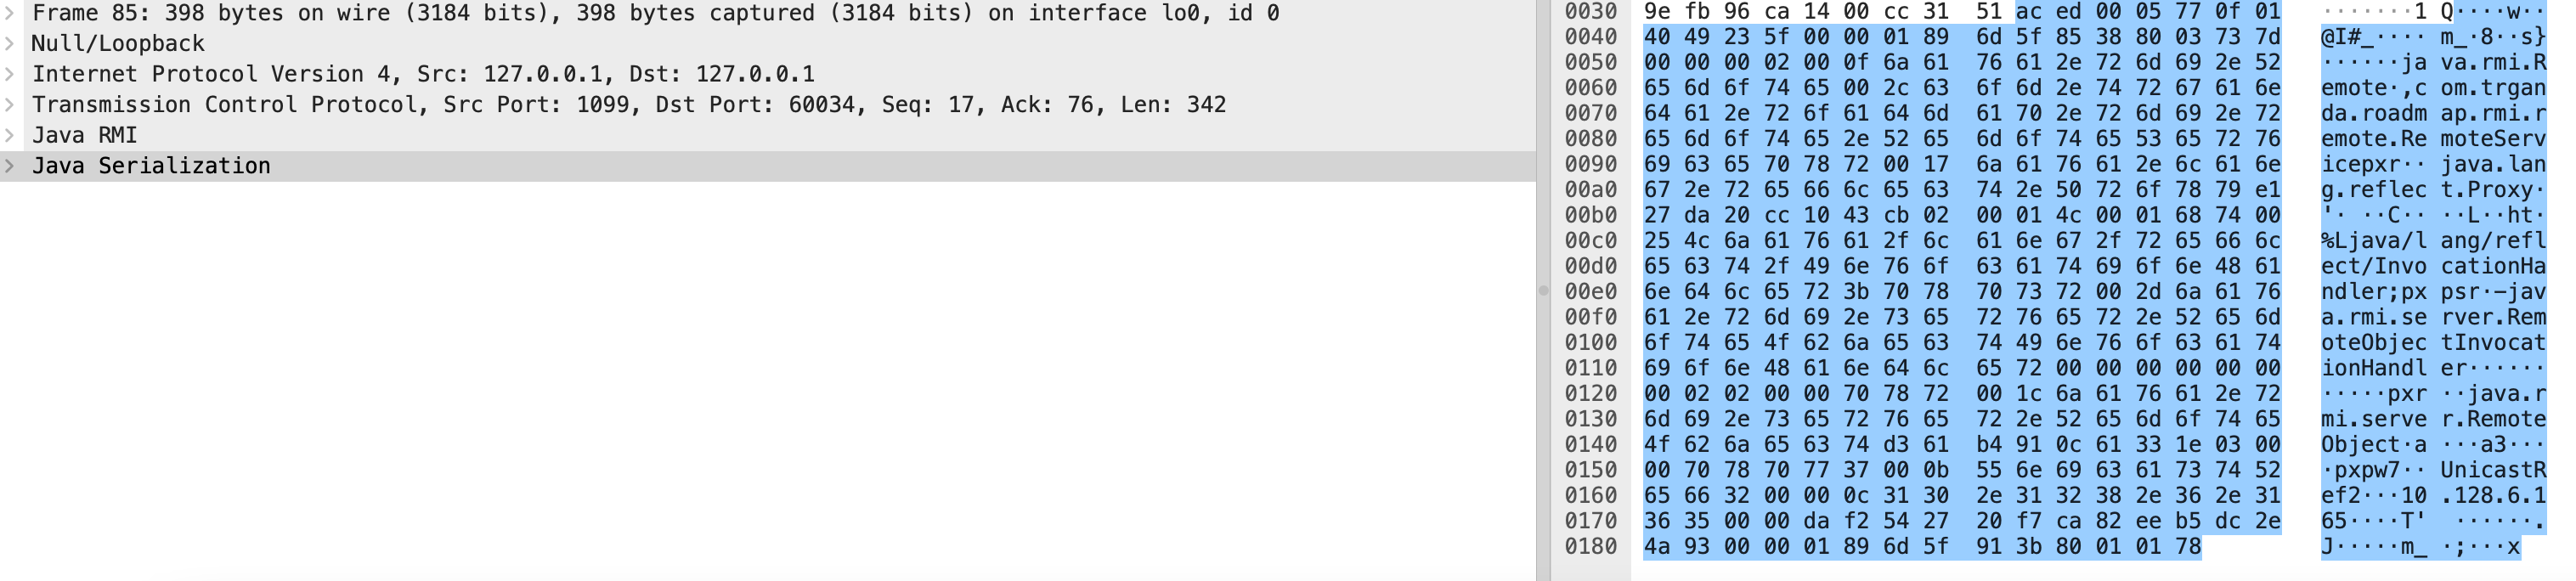 Frame 85: 398 bytes on wire (3184 bits), 398 bytes captured (3184 bits) on interface lo0, id 0
Null/Loopback
Internet Protocol Version 4, Src: 127.0.0.1, Dst: 127.0.0.1
Transmission Control Protocol, Src Port: 1099, Dst Port: 60034, Seq: 17, Ack: 76, Len: 342
Java RMI
Java Serialization
0030 9e fb 96 ca 14 00 cc 31 51 ac ed 00 05 77 0f 01 ·······1 Q····w··
0040 40 49 23 5f 00 00 01 89 6d 5f 85 38 80 03 73 7d @I#_···· m_·8··s}
0050 00 00 00 02 00 0f 6a 61 76 61 2e 72 6d 69 2e 52 ······ja va.rmi.R
0060 65 6d 6f 74 65 00 2c 63 6f 6d 2e 74 72 67 61 6e emote·,c om.trgan
0070 64 61 2e 72 6f 61 64 6d 61 70 2e 72 6d 69 2e 72 da.roadm ap.rmi.r
0080 65 6d 6f 74 65 2e 52 65 6d 6f 74 65 53 65 72 76 emote.Re moteServ
0090 69 63 65 70 78 72 00 17 6a 61 76 61 2e 6c 61 6e icepxr·· java.lan
00a0 67 2e 72 65 66 6c 65 63 74 2e 50 72 6f 78 79 e1 g.reflec t.Proxy·
00b0 27 da 20 cc 10 43 cb 02 00 01 4c 00 01 68 74 00 '· ··C·· ··L··ht·
00c0 25 4c 6a 61 76 61 2f 6c 61 6e 67 2f 72 65 66 6c %Ljava/l ang/refl
00d0 65 63 74 2f 49 6e 76 6f 63 61 74 69 6f 6e 48 61 ect/Invo cationHa
00e0 6e 64 6c 65 72 3b 70 78 70 73 72 00 2d 6a 61 76 ndler;px psr·-jav
00f0 61 2e 72 6d 69 2e 73 65 72 76 65 72 2e 52 65 6d a.rmi.se rver.Rem
0100 6f 74 65 4f 62 6a 65 63 74 49 6e 76 6f 63 61 74 oteObjec tInvocat
0110 69 6f 6e 48 61 6e 64 6c 65 72 00 00 00 00 00 00 ionHandl er······
0120 00 02 02 00 00 70 78 72 00 1c 6a 61 76 61 2e 72 ·····pxr ··java.r
0130 6d 69 2e 73 65 72 76 65 72 2e 52 65 6d 6f 74 65 mi.serve r.Remote
0140 4f 62 6a 65 63 74 d3 61 b4 91 0c 61 33 1e 03 00 Object·a ···a3···
0150 00 70 78 70 77 37 00 0b 55 6e 69 63 61 73 74 52 ·pxpw7·· UnicastR
0160 65 66 32 00 00 0c 31 30 2e 31 32 38 2e 36 2e 31 ef2···10 .128.6.1
0170 36 35 00 00 da f2 54 27 20 f7 ca 82 ee b5 dc 2e 65····T' ·······.
0180 4a 93 00 00 01 89 6d 5f 91 3b 80 01 01 78 J·····m_ ·;···x